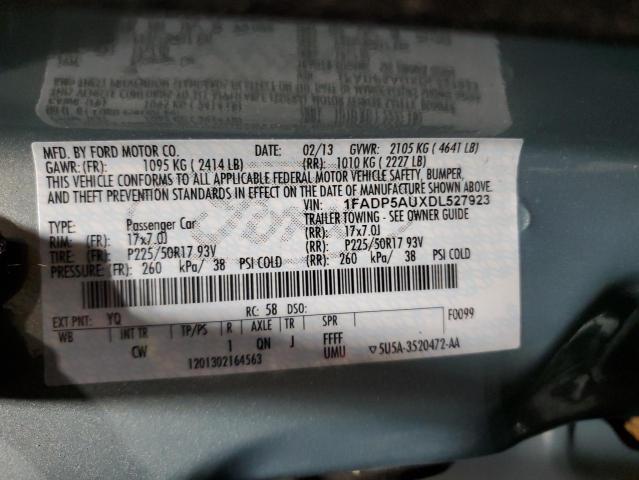 MFD. BY FORD MOTOR CO. DATE: 02/13 GVWR: 2105 KG ( 4641 LB)
GAWR: (FR): 1095 KG ( 2414 LB) (RR): 1010 KG ( 2227 LB)
THIS VEHICLE CONFORMS TO ALL APPLICABLE FEDERAL MOTOR VEHICLE SAFETY, BUMPER,
AND THEFT PREVENTION STANDARDS IN EFFECT ON THE DATE OF MANUFACTURE SHOWN ABOVE.
VIN: 1FADP5AUXDL527923
TYPE: Passenger Car TRAILER TOWING - SEE OWNER GUIDE
RIM: (FR): 17x7.0J (RR): 17x7.0J
TIRE: (FR): P225/50R17 93V (RR): P225/50R17 93V
PRESSURE: (FR): 260 kPa/ 38 PSI COLD (RR): 260 kPa/ 38 PSI COLD
RC: 58 DSO: F0099
EXT PNT: YQ
WB INT TR TP/PS R AXLE TR SPR
CW 1 QN J FFFF
UMU
1201302164563 5U5A-3520472-AA